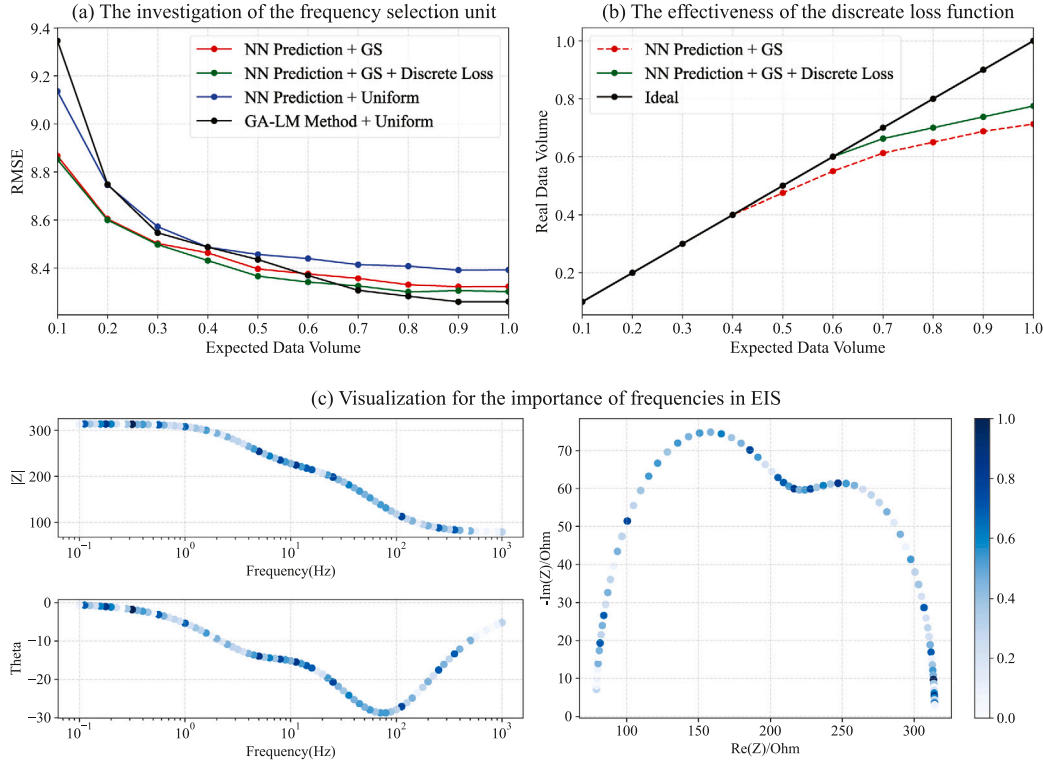 (a) The investigation of the frequency selection unit
9.4
9.2
9.0
8.8
8.6
8.4
RMSE
NN Prediction + GS
NN Prediction + GS + Discrete Loss
NN Prediction + Uniform
GA-LM Method + Uniform
0.1 0.2 0.3 0.4 0.5 0.6 0.7 0.8 0.9 1.0
Expected Data Volume
(b) The effectiveness of the discreate loss function
1.0
0.8
0.6
0.4
0.2
Real Data Volume
NN Prediction + GS
NN Prediction + GS + Discrete Loss
Ideal
0.1 0.2 0.3 0.4 0.5 0.6 0.7 0.8 0.9 1.0
Expected Data Volume
(c) Visualization for the importance of frequencies in EIS
300
200
100
|Z|
10⁻¹ 10⁰ 10¹ 10² 10³
Frequency(Hz)
0
−10
−20
−30
Theta
10⁻¹ 10⁰ 10¹ 10² 10³
Frequency(Hz)
70
60
50
40
30
20
10
0
-Im(Z)/Ohm
100 150 200 250 300
Re(Z)/Ohm
1.0
0.8
0.6
0.4
0.2
0.0